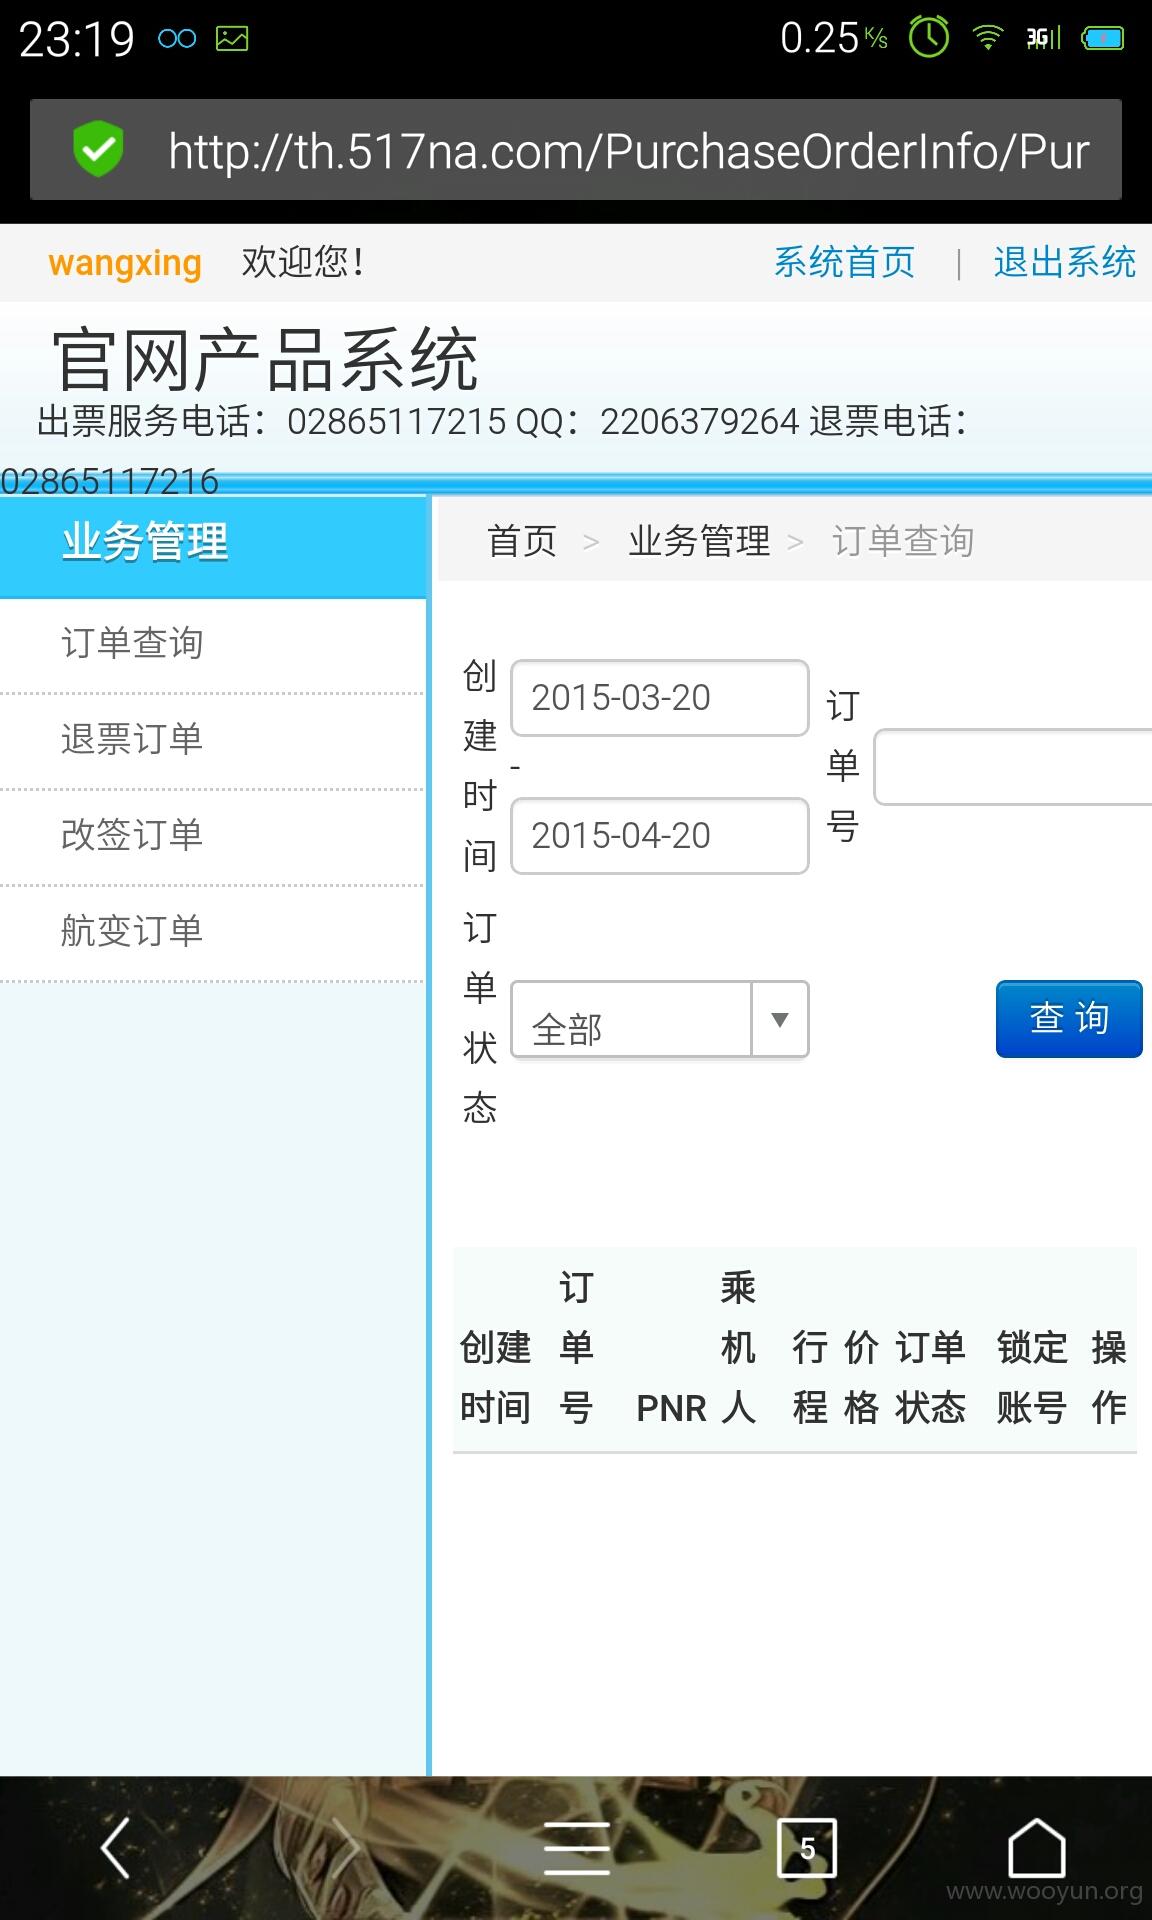 23:19
0.25 K/s
3G
http://th.517na.com/PurchaseOrderInfo/Pur
wangxing 欢迎您！
系统首页 | 退出系统
官网产品系统
出票服务电话：02865117215 QQ：2206379264 退票电话：
02865117216
业务管理
订单查询
退票订单
改签订单
航变订单
首页 > 业务管理 > 订单查询
创建时间
2015-03-20
-
2015-04-20
订单号
订单状态
全部
查 询
创建时间 订单号 PNR 乘机人 行程 价格 订单状态 锁定账号 操作
5
www.wooyun.org